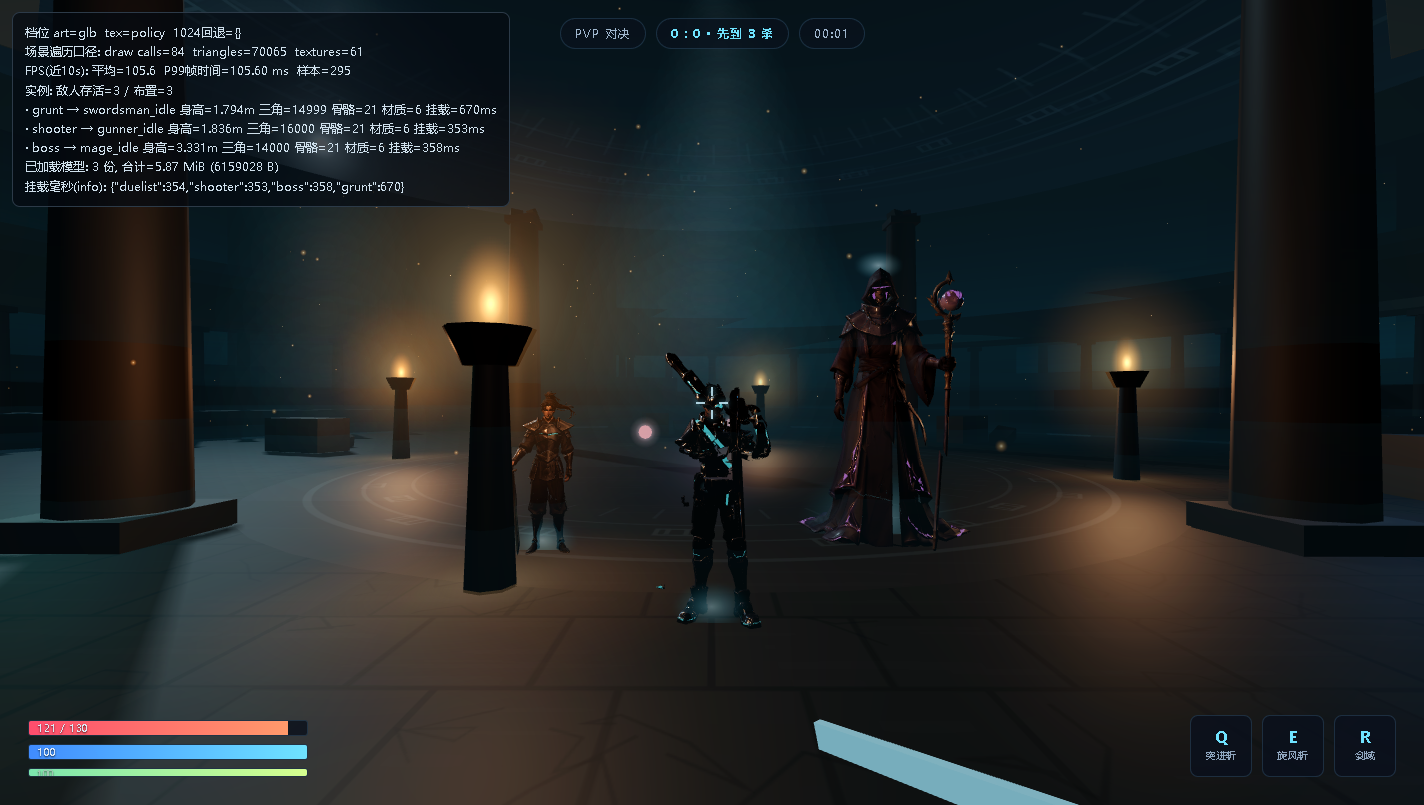 档位 art=glb tex=policy 1024回退={}
场景遍历口径: draw calls=84 triangles=70065 textures=61
FPS(近10s): 平均=105.6 P99帧时间=105.60 ms 样本=295
实例: 敌人存活=3 / 布置=3
· grunt → swordsman_idle 身高=1.794m 三角=14999 骨骼=21 材质=6 挂载=670ms
· shooter → gunner_idle 身高=1.836m 三角=16000 骨骼=21 材质=6 挂载=353ms
· boss → mage_idle 身高=3.331m 三角=14000 骨骼=21 材质=6 挂载=358ms
已加载模型: 3 份, 合计=5.87 MiB (6159028 B)
挂载毫秒(info): {"duelist":354,"shooter":353,"boss":358,"grunt":670}
PVP 对决
0 : 0 · 先到 3 杀
00:01
121 / 130
100
Q
突进斩
E
旋风斩
R
剑域